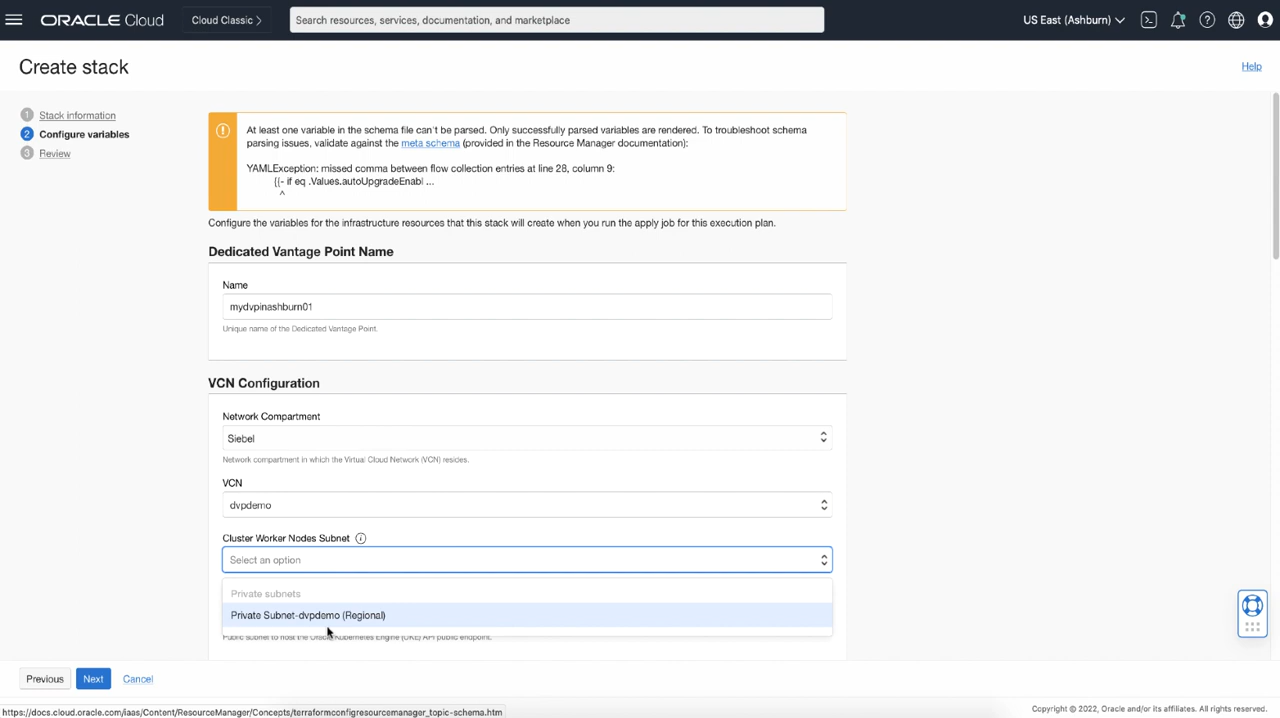 ORACLE Cloud
Cloud Classic >
Search resources, services, documentation, and marketplace
US East (Ashburn)
Create stack
Help
1 Stack information
2 Configure variables
3 Review
At least one variable in the schema file can't be parsed. Only successfully parsed variables are rendered. To troubleshoot schema
parsing issues, validate against the meta schema (provided in the Resource Manager documentation):
YAMLException: missed comma between flow collection entries at line 28, column 9:
{{- if eq .Values.autoUpgradeEnabl ...
^
Configure the variables for the infrastructure resources that this stack will create when you run the apply job for this execution plan.
Dedicated Vantage Point Name
Name
mydvpinashburn01
Unique name of the Dedicated Vantage Point.
VCN Configuration
Network Compartment
Siebel
Network compartment in which the Virtual Cloud Network (VCN) resides.
VCN
dvpdemo
Cluster Worker Nodes Subnet
Select an option
Private subnets
Private Subnet-dvpdemo (Regional)
Public subnet to host the Oracle Kubernetes Engine (OKE) API public endpoint.
Previous
Next
Cancel
https://docs.cloud.oracle.com/iaas/Content/ResourceManager/Concepts/terraformconfigresourcemanager_topic-schema.htm
Copyright © 2022, Oracle and/or its affiliates. All rights reserved.